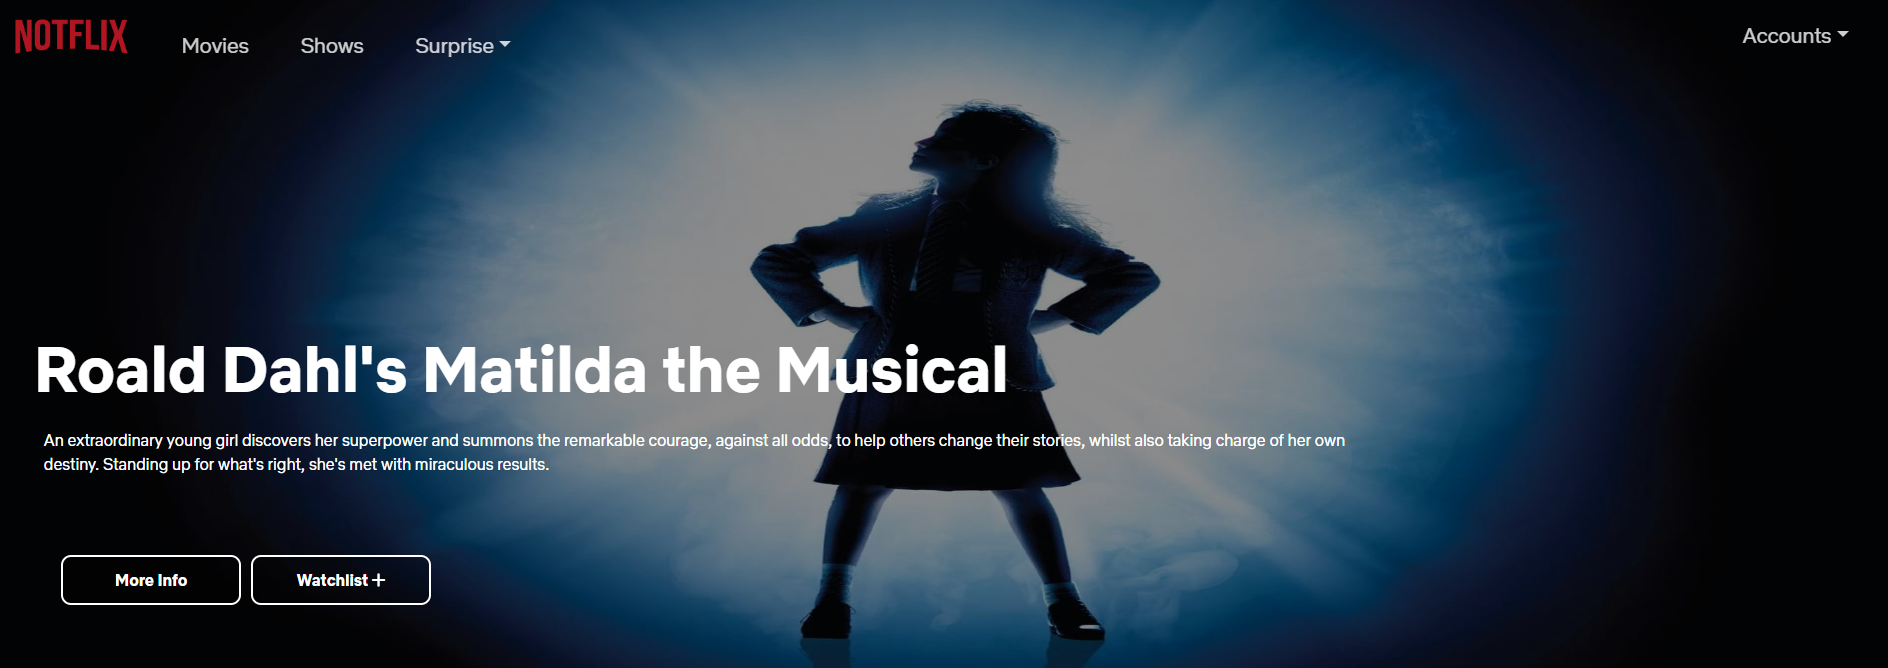 NOTFLIX
Movies
Shows
Surprise
Accounts
Roald Dahl's Matilda the Musical
An extraordinary young girl discovers her superpower and summons the remarkable courage, against all odds, to help others change their stories, whilst also taking charge of her own
destiny. Standing up for what's right, she's met with miraculous results.
More Info
Watchlist +